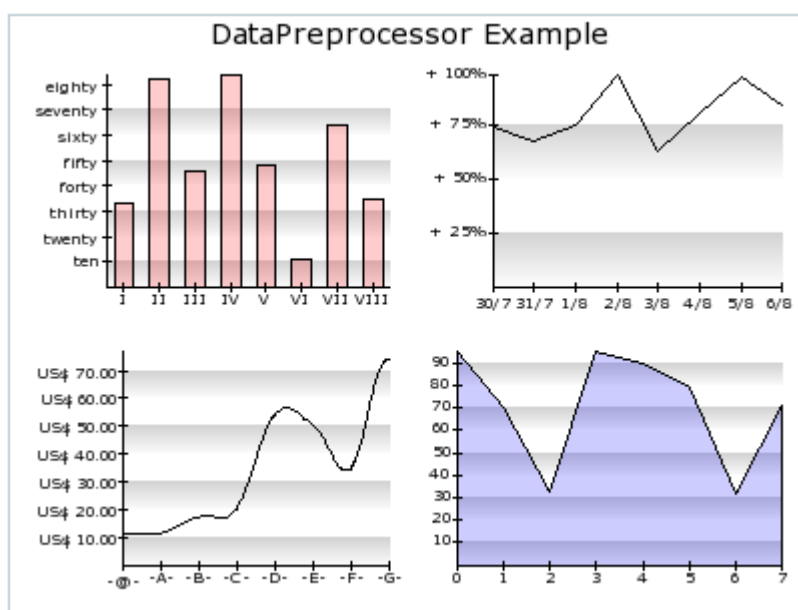 DataPreprocessor Example
eighty
seventy
sixty
fifty
forty
thirty
twenty
ten
I II III IV V VI VII VIII
+ 100%
+ 75%
+ 50%
+ 25%
30/7 31/7 1/8 2/8 3/8 4/8 5/8 6/8
US$ 70.00
US$ 60.00
US$ 50.00
US$ 40.00
US$ 30.00
US$ 20.00
US$ 10.00
-@- -A- -B- -C- -D- -E- -F- -G-
90
80
70
60
50
40
30
20
10
0 1 2 3 4 5 6 7